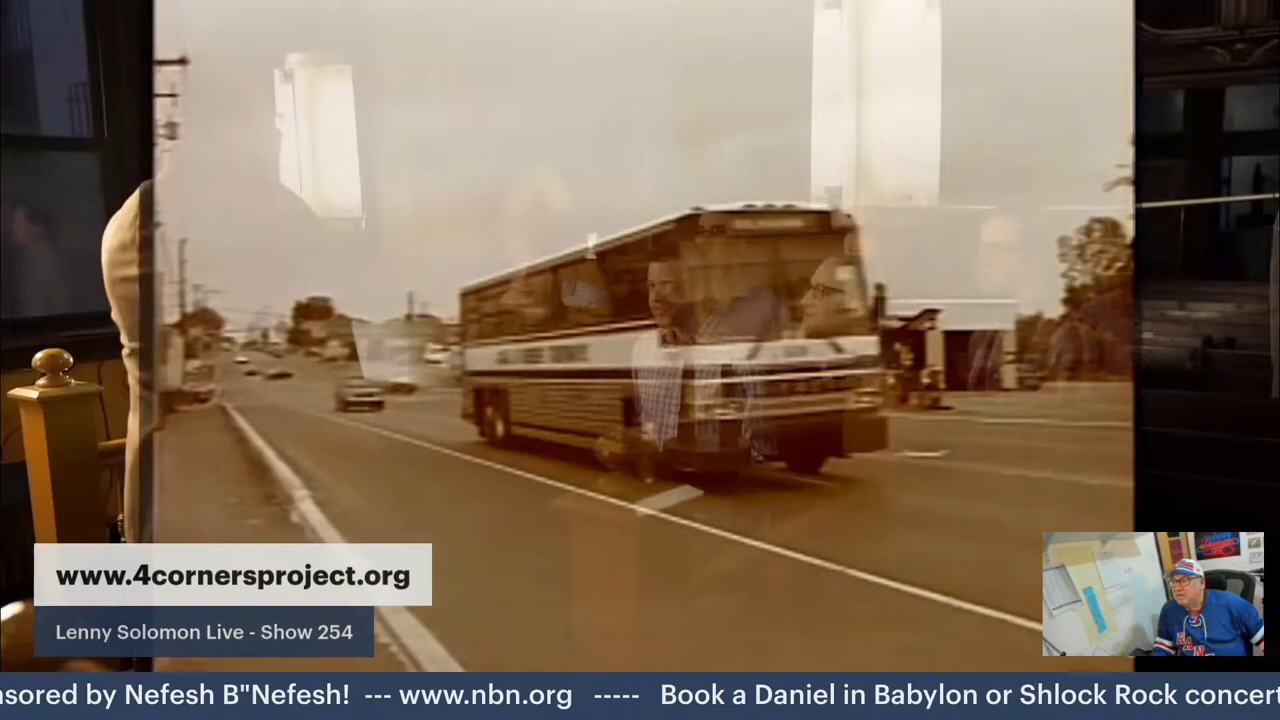 www.4cornersproject.org
Lenny Solomon Live - Show 254
nsored by Nefesh B"Nefesh! --- www.nbn.org ----- Book a Daniel in Babylon or Shlock Rock concert